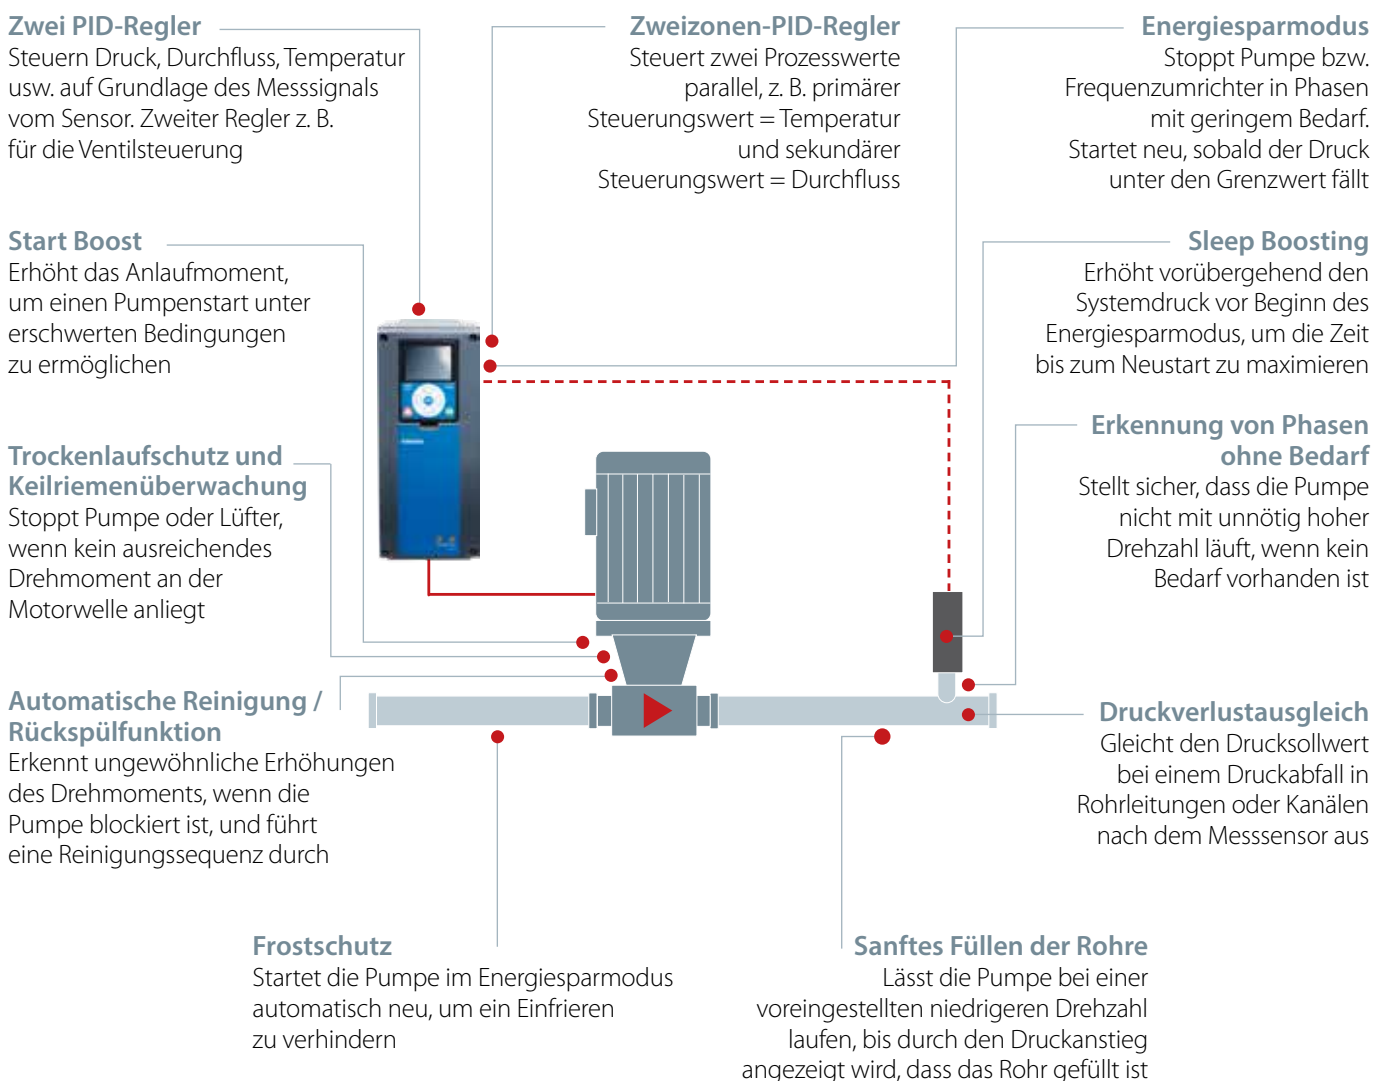 Zwei PID-Regler
Steuern Druck, Durchfluss, Temperatur
usw. auf Grundlage des Messsignals
vom Sensor. Zweiter Regler z. B.
für die Ventilsteuerung
Zweizonen-PID-Regler
Steuert zwei Prozesswerte
parallel, z. B. primärer
Steuerungswert = Temperatur
und sekundärer
Steuerungswert = Durchfluss
Energiesparmodus
Stoppt Pumpe bzw.
Frequenzumrichter in Phasen
mit geringem Bedarf.
Startet neu, sobald der Druck
unter den Grenzwert fällt
Start Boost
Erhöht das Anlaufmoment,
um einen Pumpenstart unter
erschwerten Bedingungen
zu ermöglichen
Sleep Boosting
Erhöht vorübergehend den
Systemdruck vor Beginn des
Energiesparmodus, um die Zeit
bis zum Neustart zu maximieren
Trockenlaufschutz und
Keilriemenüberwachung
Stoppt Pumpe oder Lüfter,
wenn kein ausreichendes
Drehmoment an der
Motorwelle anliegt
Erkennung von Phasen
ohne Bedarf
Stellt sicher, dass die Pumpe
nicht mit unnötig hoher
Drehzahl läuft, wenn kein
Bedarf vorhanden ist
Automatische Reinigung /
Rückspülfunktion
Erkennt ungewöhnliche Erhöhungen
des Drehmoments, wenn die
Pumpe blockiert ist, und führt
eine Reinigungssequenz durch
Druckverlustausgleich
Gleicht den Drucksollwert
bei einem Druckabfall in
Rohrleitungen oder Kanälen
nach dem Messsensor aus
Frostschutz
Startet die Pumpe im Energiesparmodus
automatisch neu, um ein Einfrieren
zu verhindern
Sanftes Füllen der Rohre
Lässt die Pumpe bei einer
voreingestellten niedrigeren Drehzahl
laufen, bis durch den Druckanstieg
angezeigt wird, dass das Rohr gefüllt ist